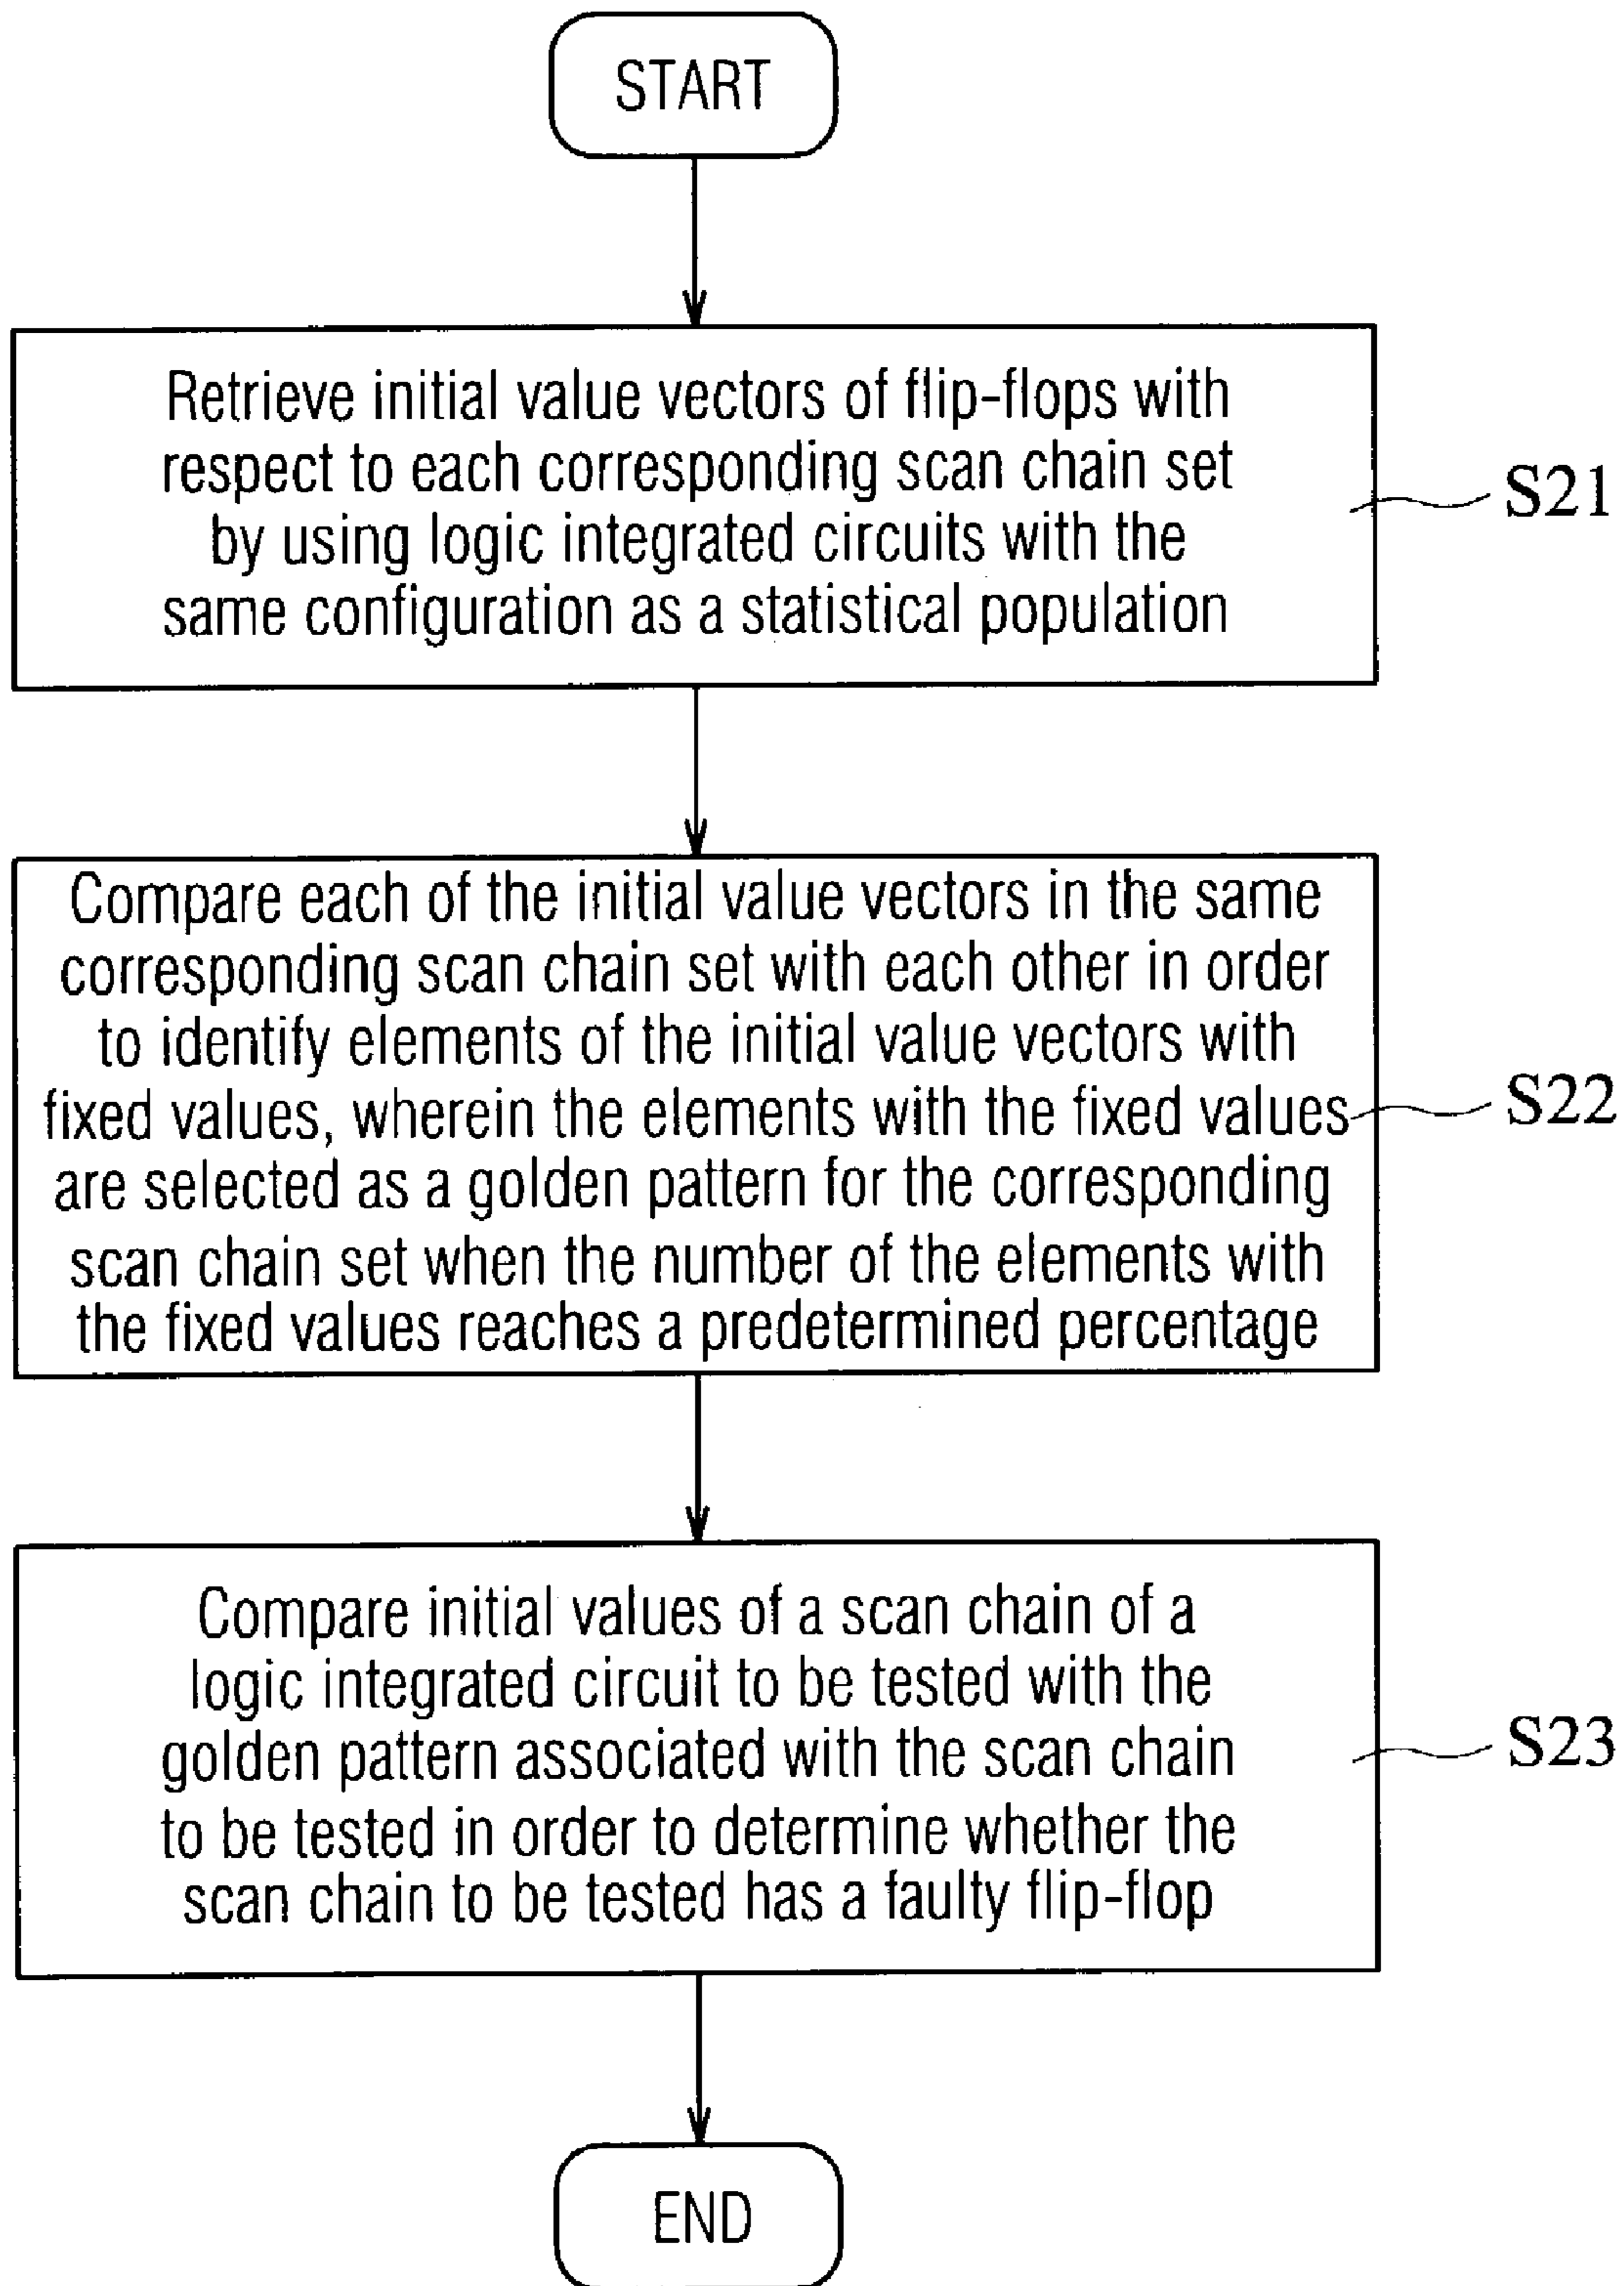 START
Retrieve initial value vectors of flip-flops with
respect to each corresponding scan chain set
by using logic integrated circuits with the
same configuration as a statistical population
S21
Compare each of the initial value vectors in the same
corresponding scan chain set with each other in order
to identify elements of the initial value vectors with
fixed values, wherein the elements with the fixed values
are selected as a golden pattern for the corresponding
scan chain set when the number of the elements with
the fixed values reaches a predetermined percentage
S22
Compare initial values of a scan chain of a
logic integrated circuit to be tested with the
golden pattern associated with the scan chain
to be tested in order to determine whether the
scan chain to be tested has a faulty flip-flop
S23
END